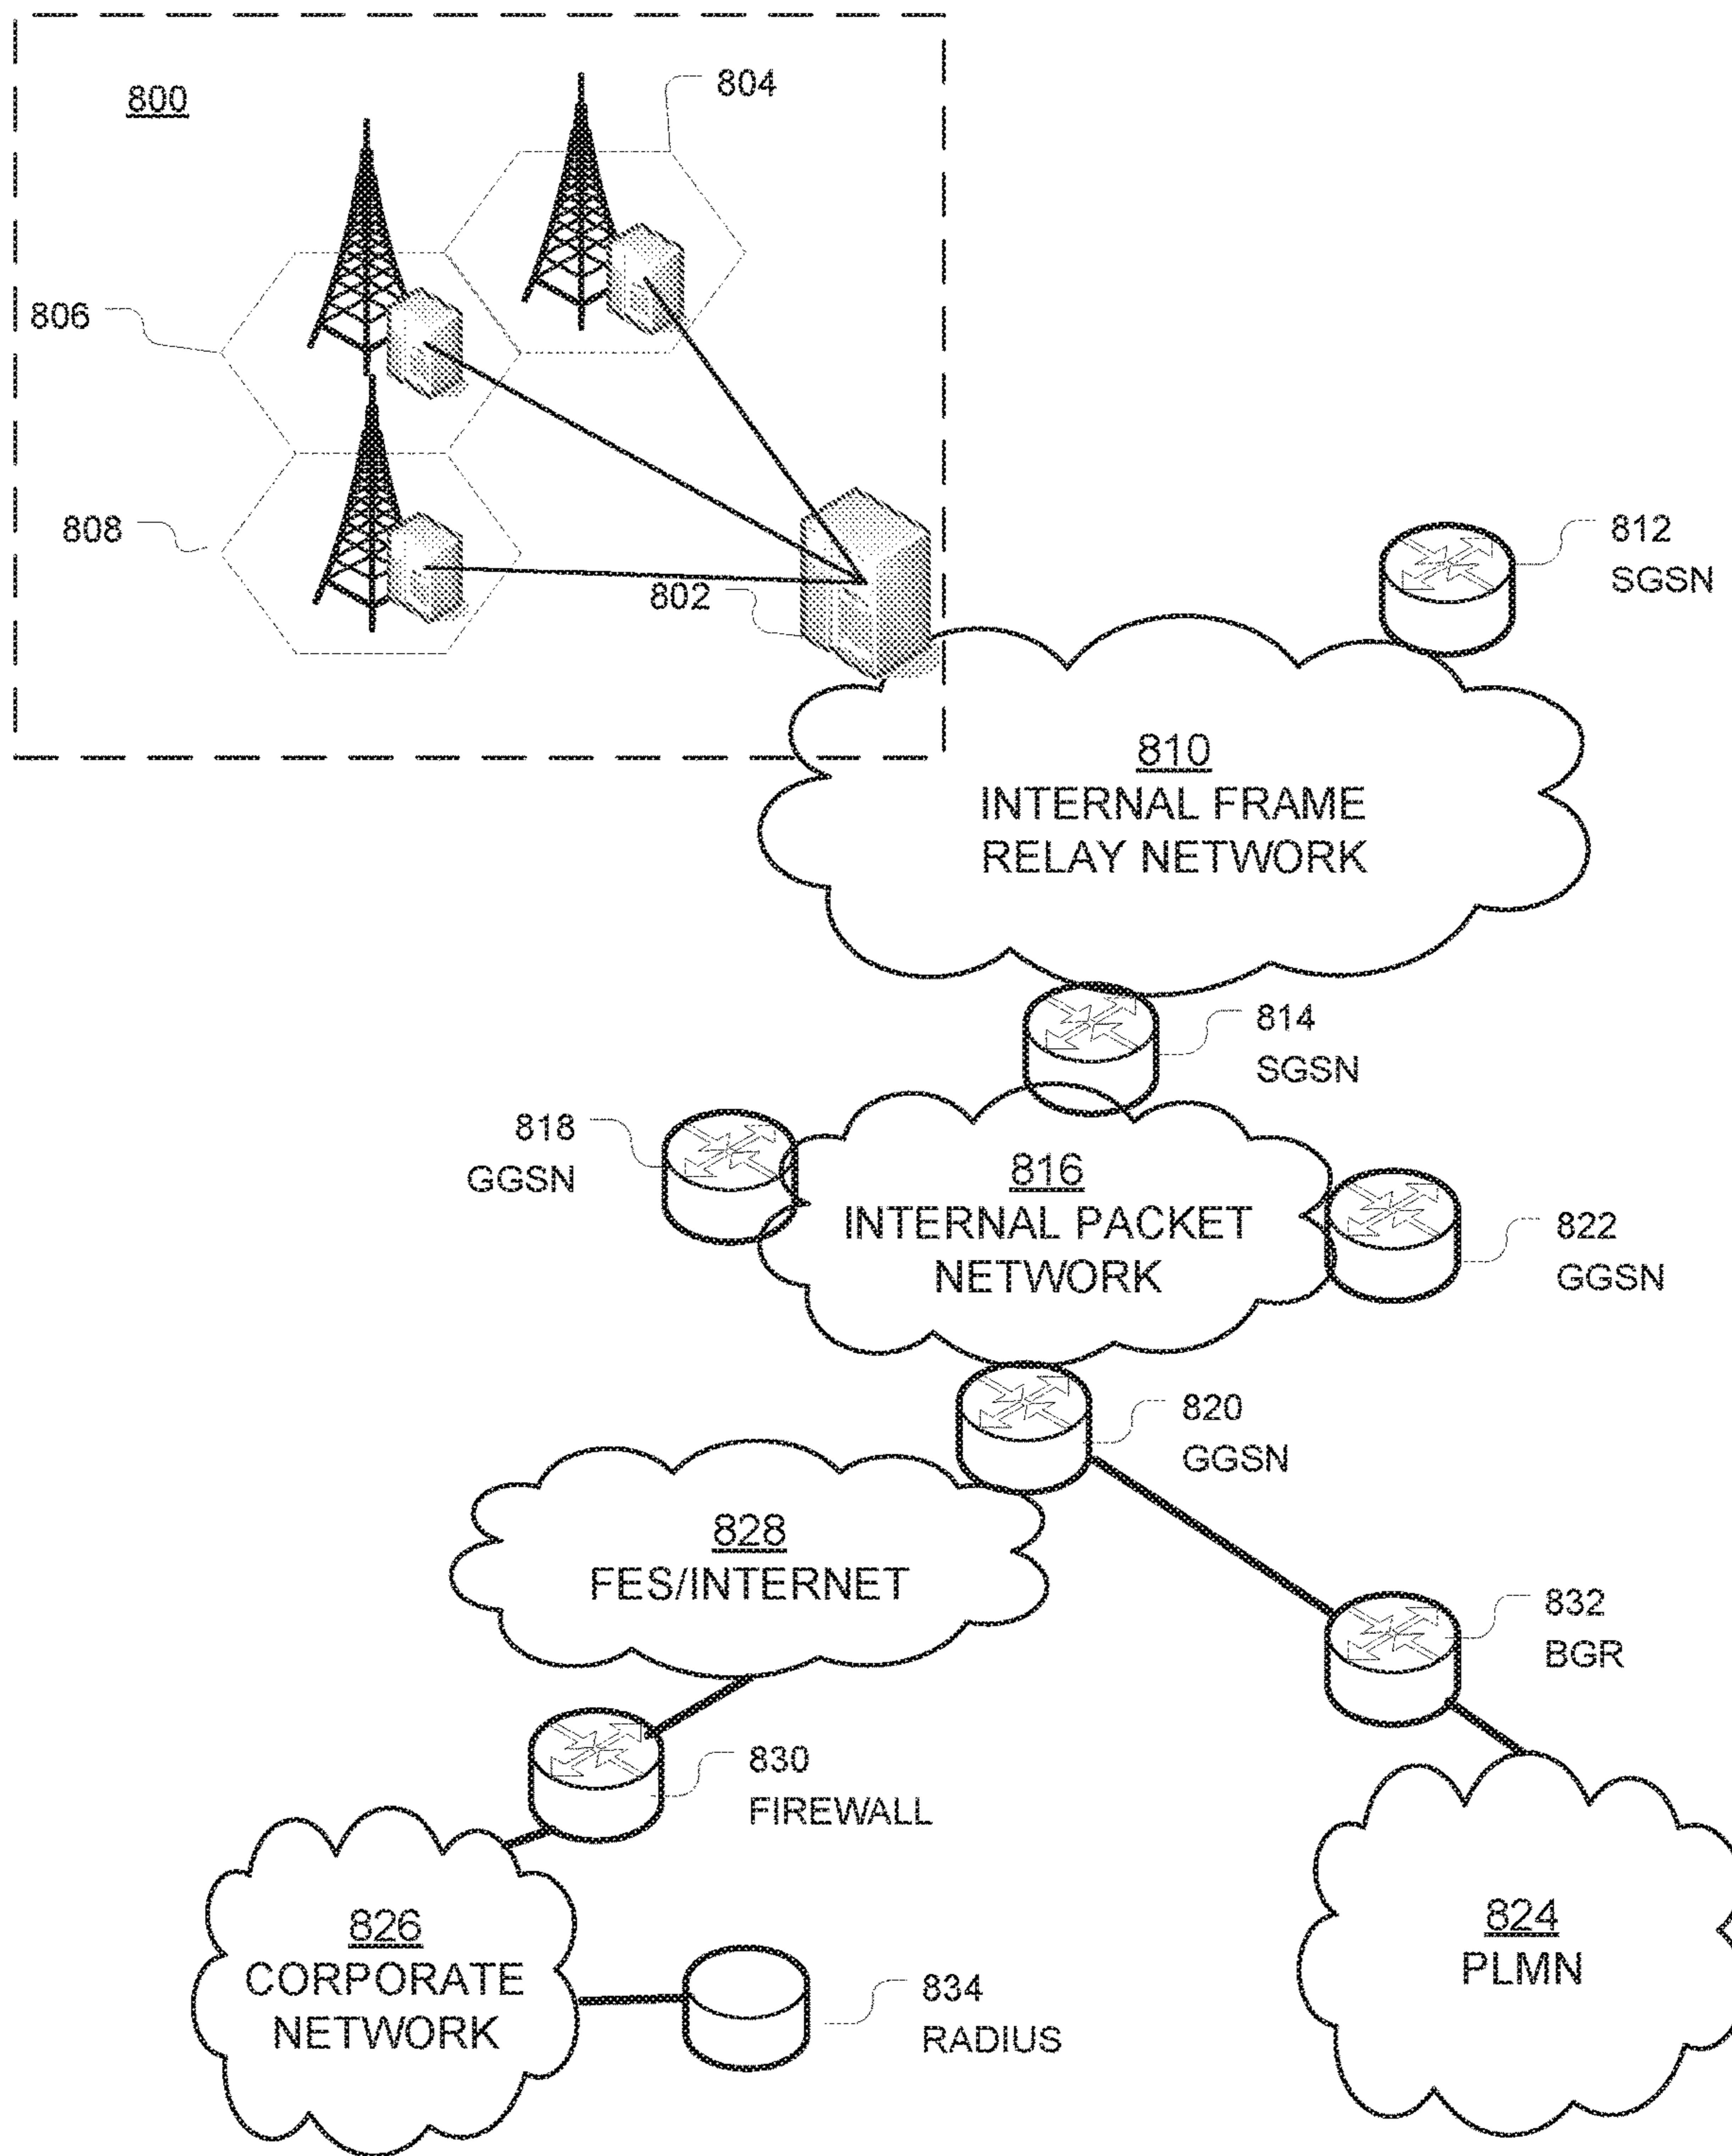 800
804
806
808
802
812
SGSN
810
INTERNAL FRAME
RELAY NETWORK
814
SGSN
818
GGSN
816
INTERNAL PACKET
NETWORK
822
GGSN
820
GGSN
828
FES/INTERNET
832
BGR
830
FIREWALL
826
CORPORATE
NETWORK
824
PLMN
834
RADIUS